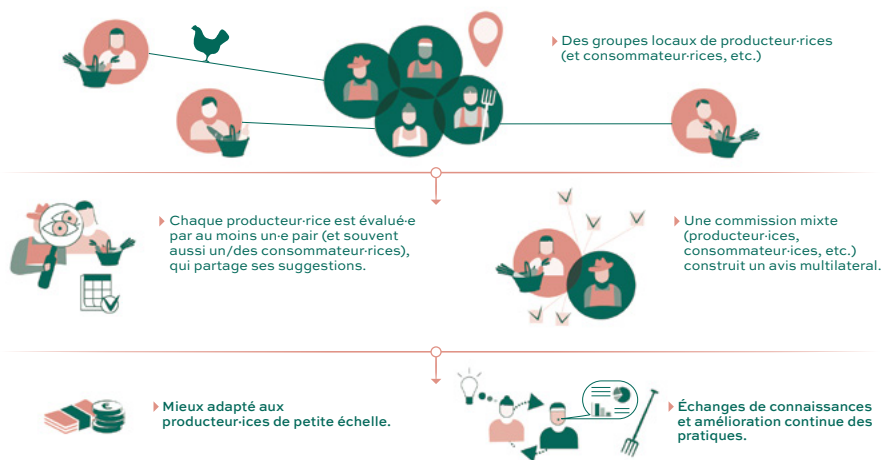 Des groupes locaux de producteur·rices
(et consommateur·rices, etc.)
Chaque producteur·rice est évalué·e
par au moins un·e pair (et souvent
aussi un/des consommateur·rices),
qui partage ses suggestions.
Une commission mixte
(producteur·ices,
consommateur·ices, etc.)
construit un avis multilateral.
€
Mieux adapté aux
producteur·ices de petite échelle.
Échanges de connaissances
et amélioration continue des
pratiques.